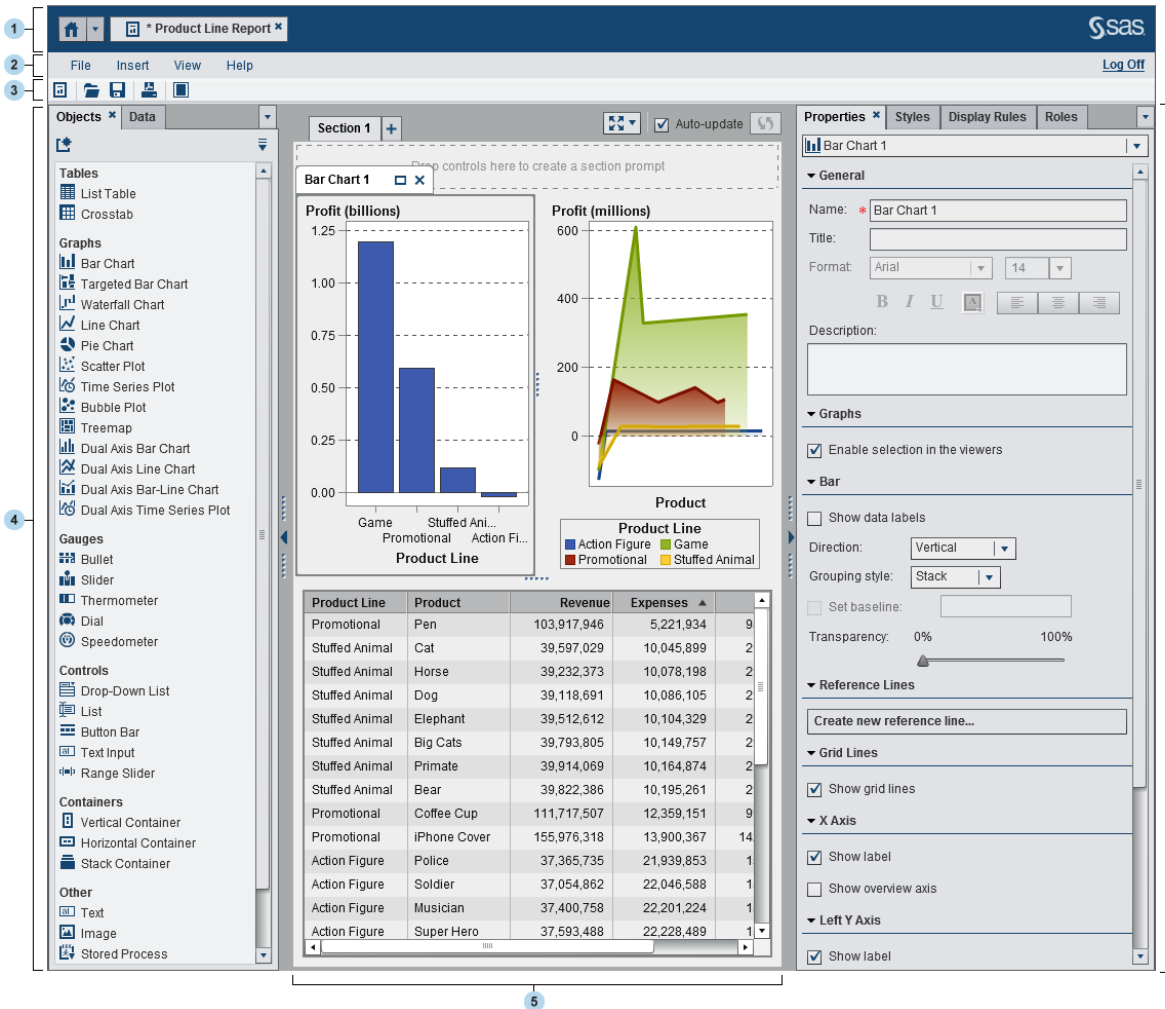 1
* Product Line Report ×
sas
2
File Insert View Help
Log Off
3
Objects × Data
Tables
List Table
Crosstab
Graphs
Bar Chart
Targeted Bar Chart
Waterfall Chart
Line Chart
Pie Chart
Scatter Plot
Time Series Plot
Bubble Plot
Treemap
Dual Axis Bar Chart
Dual Axis Line Chart
Dual Axis Bar-Line Chart
Dual Axis Time Series Plot
4
Gauges
Bullet
Slider
Thermometer
Dial
Speedometer
Controls
Drop-Down List
List
Button Bar
Text Input
Range Slider
Containers
Vertical Container
Horizontal Container
Stack Container
Other
Text
Image
Stored Process
Section 1 +
Auto-update
Drop controls here to create a section prompt
Bar Chart 1
Profit (billions)
1.25
1.00
0.75
0.50
0.25
0.00
Game Stuffed Ani...
Promotional Action Fi...
Product Line
Profit (millions)
600
400
200
0
Product
Product Line
Action Figure Game
Promotional Stuffed Animal
Product Line Product Revenue Expenses
Promotional Pen 103,917,946 5,221,934 9
Stuffed Animal Cat 39,597,029 10,045,899 2
Stuffed Animal Horse 39,232,373 10,078,198 2
Stuffed Animal Dog 39,118,691 10,086,105 2
Stuffed Animal Elephant 39,512,612 10,104,329 2
Stuffed Animal Big Cats 39,793,805 10,149,757 2
Stuffed Animal Primate 39,914,069 10,164,874 2
Stuffed Animal Bear 39,822,386 10,195,261 2
Promotional Coffee Cup 111,717,507 12,359,151 9
Promotional iPhone Cover 155,976,318 13,900,367 14
Action Figure Police 37,365,735 21,939,853 1
Action Figure Soldier 37,054,862 22,046,588 1
Action Figure Musician 37,400,758 22,201,224 1
Action Figure Super Hero 37,593,488 22,228,489 1
5
Properties × Styles Display Rules Roles
Bar Chart 1
General
Name: * Bar Chart 1
Title:
Format: Arial 14
B I U A
Description:
Graphs
Enable selection in the viewers
Bar
Show data labels
Direction: Vertical
Grouping style: Stack
Set baseline:
Transparency: 0% 100%
Reference Lines
Create new reference line...
Grid Lines
Show grid lines
X Axis
Show label
Show overview axis
Left Y Axis
Show label